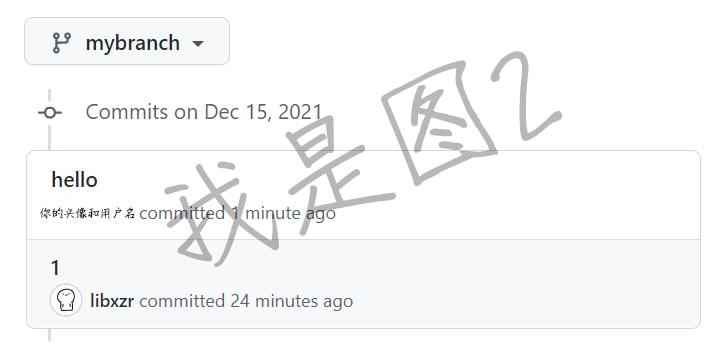 mybranch
Commits on Dec 15, 2021
我是图2
hello
你的头像和用户名 committed 1 minute ago
1
libxzr committed 24 minutes ago